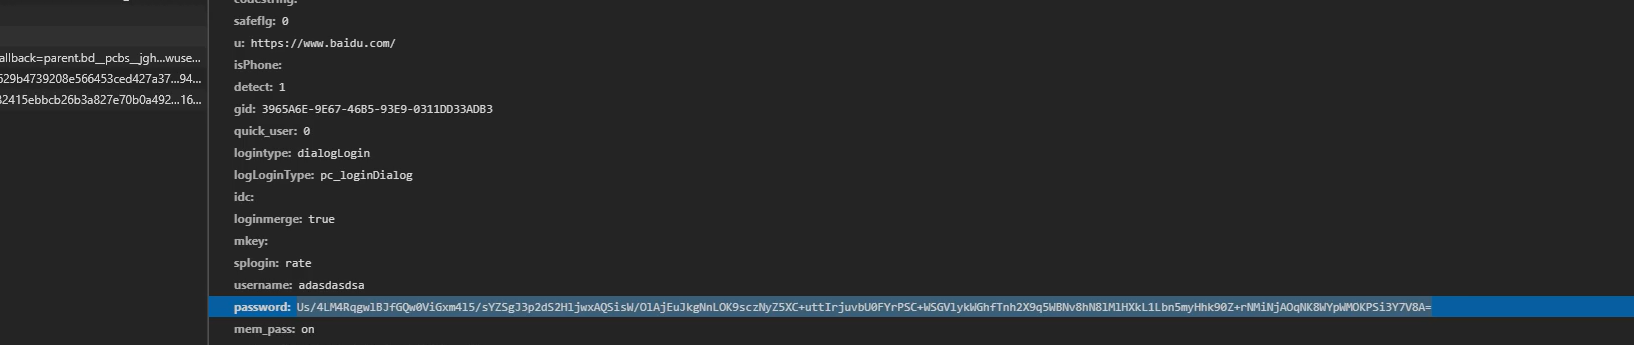 codestring:
safeflg: 0
u: https://www.baidu.com/
isPhone:
allback=parent.bd__pcbs__jgh...wuse...
629b4739208e566453ced427a37...94...
detect: 1
32415ebbcb26b3a827e70b0a492...16...
gid: 3965A6E-9E67-46B5-93E9-0311DD33ADB3
quick_user: 0
logintype: dialogLogin
logLoginType: pc_loginDialog
idc:
loginmerge: true
mkey:
splogin: rate
username: adasdasdsa
password: Us/4LM4RqgwlBJfGQw0ViGxm4l5/sYZSgJ3p2dS2HljwxAQSisW/OlAjEuJkgNnLOK9sczNyZ5XC+uttIrjuvbU0FYrPSC+WSGVlykWGhfTnh2X9q5WBNv8hN8lMlHXkL1Lbn5myHhk90Z+rNMiNjAOqNK8WYpWMOKPSi3Y7V8A=
mem_pass: on